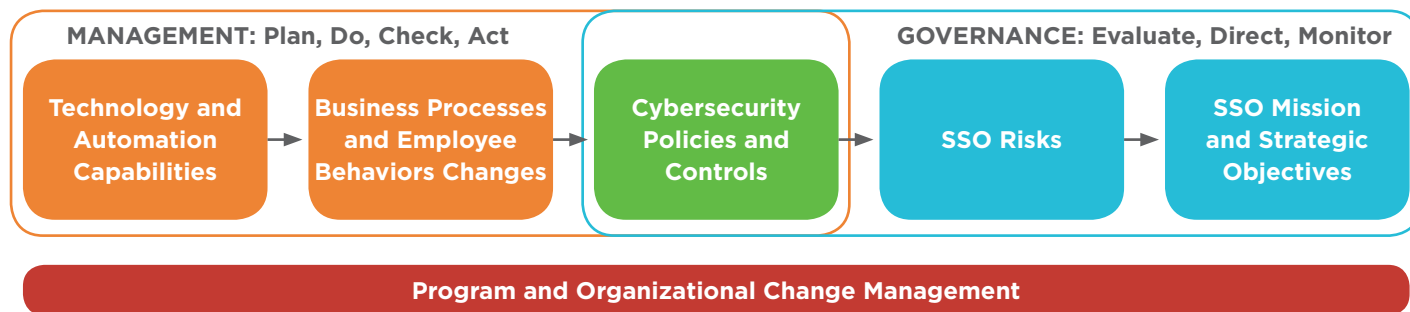 MANAGEMENT: Plan, Do, Check, Act
GOVERNANCE: Evaluate, Direct, Monitor
Technology and
Automation
Capabilities
Business Processes
and Employee
Behaviors Changes
Cybersecurity
Policies and
Controls
SSO Risks
SSO Mission
and Strategic
Objectives
Program and Organizational Change Management